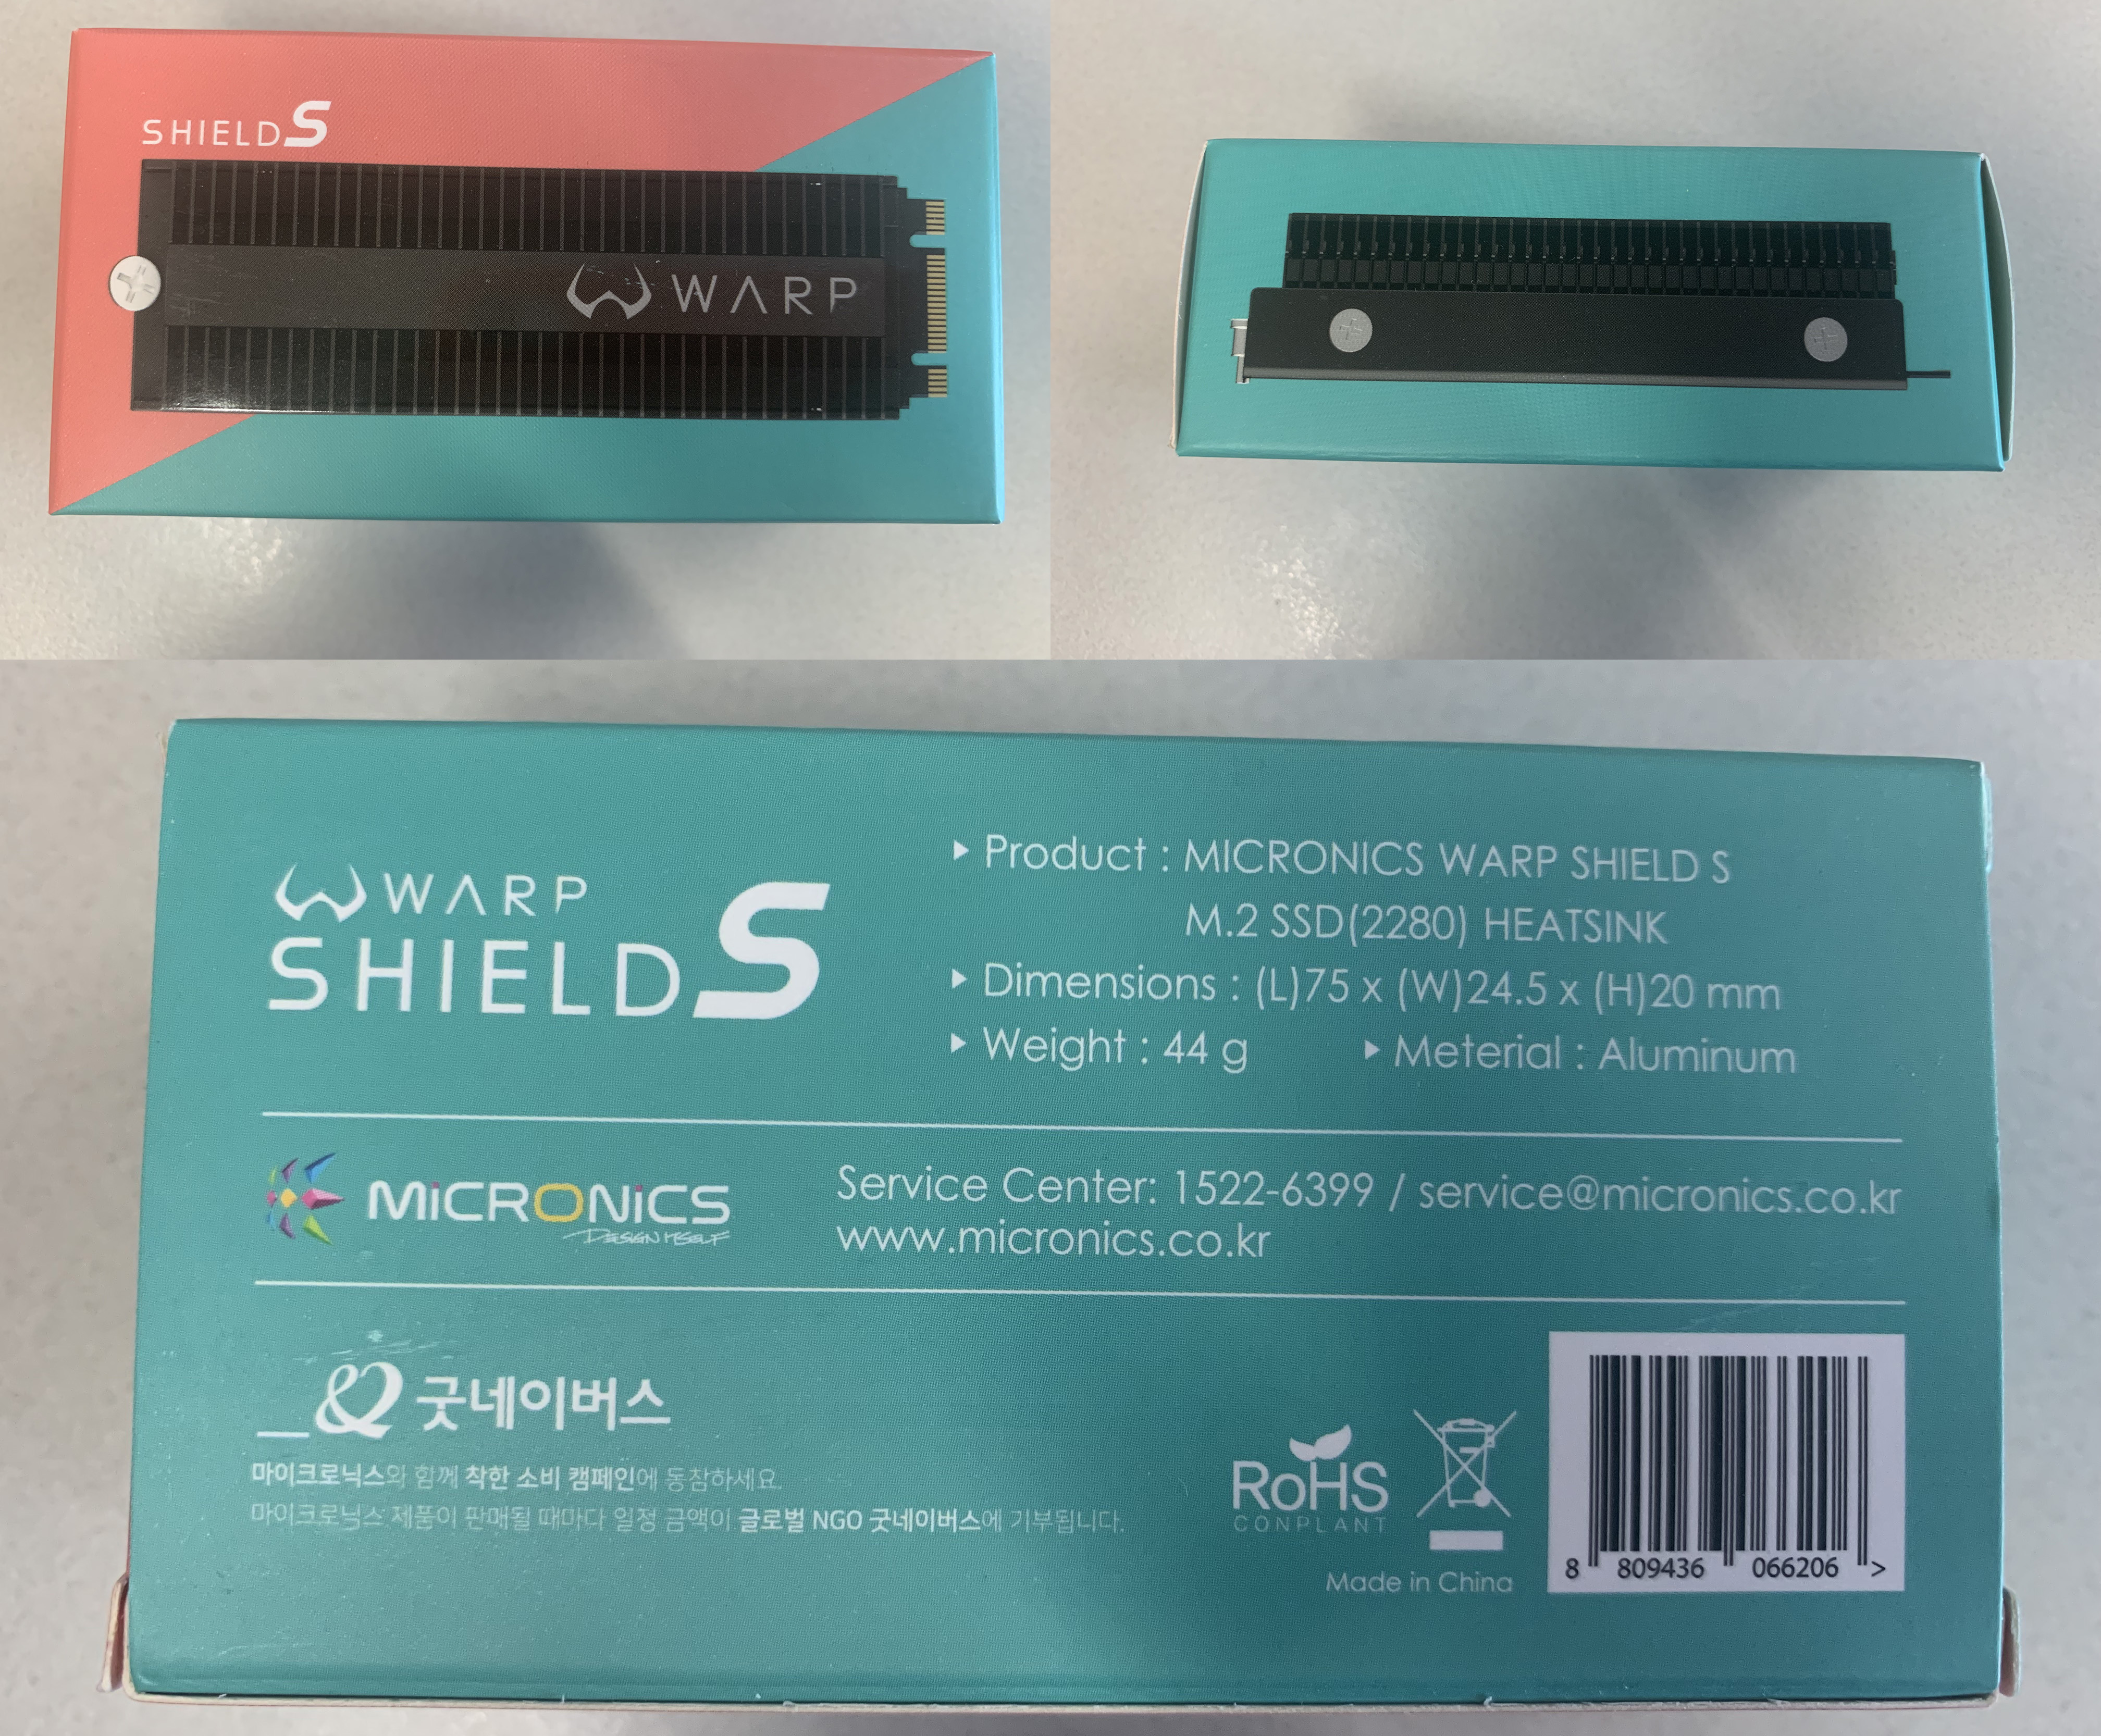 SHIELD S
WARP
WARP
SHIELD S
▸ Product : MICRONICS WARP SHIELD S
M.2 SSD(2280) HEATSINK
▸ Dimensions : (L)75 x (W)24.5 x (H)20 mm
▸ Weight : 44 g ▸ Meterial : Aluminum
MiCRONiCS
DESIGN MYSELF
Service Center: 1522-6399 / service@micronics.co.kr
www.micronics.co.kr
굿네이버스
마이크로닉스와 함께 착한 소비 캠페인에 동참하세요.
마이크로닉스 제품이 판매될 때마다 일정 금액이 글로벌 NGO 굿네이버스에 기부됩니다.
RoHS
CONPLANT
Made in China
8 809436 066206 >